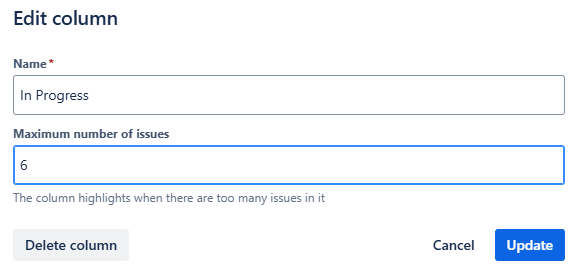 Edit column
Name*
In Progress
Maximum number of issues
6
The column highlights when there are too many issues in it
Delete column
Cancel
Update